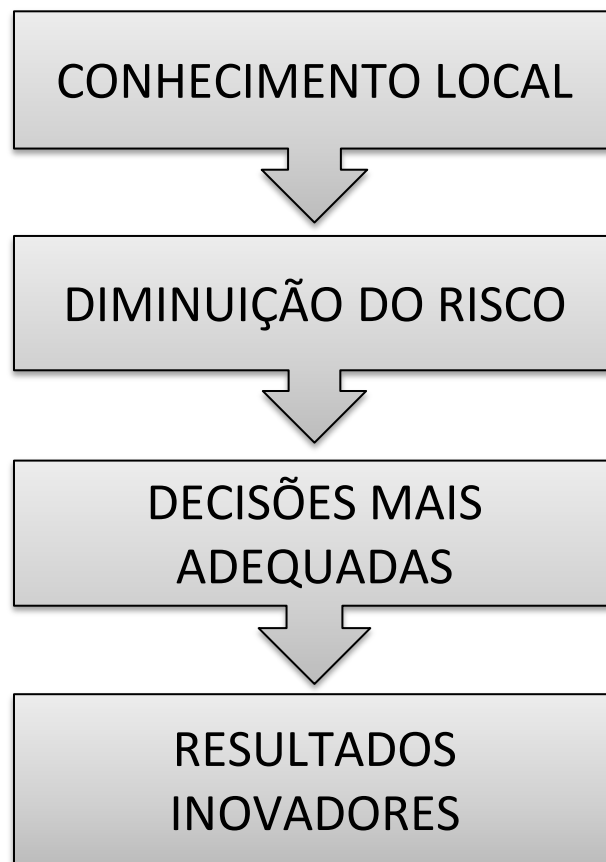 CONHECIMENTO LOCAL
DIMINUIÇÃO DO RISCO
DECISÕES MAIS
ADEQUADAS
RESULTADOS
INOVADORES